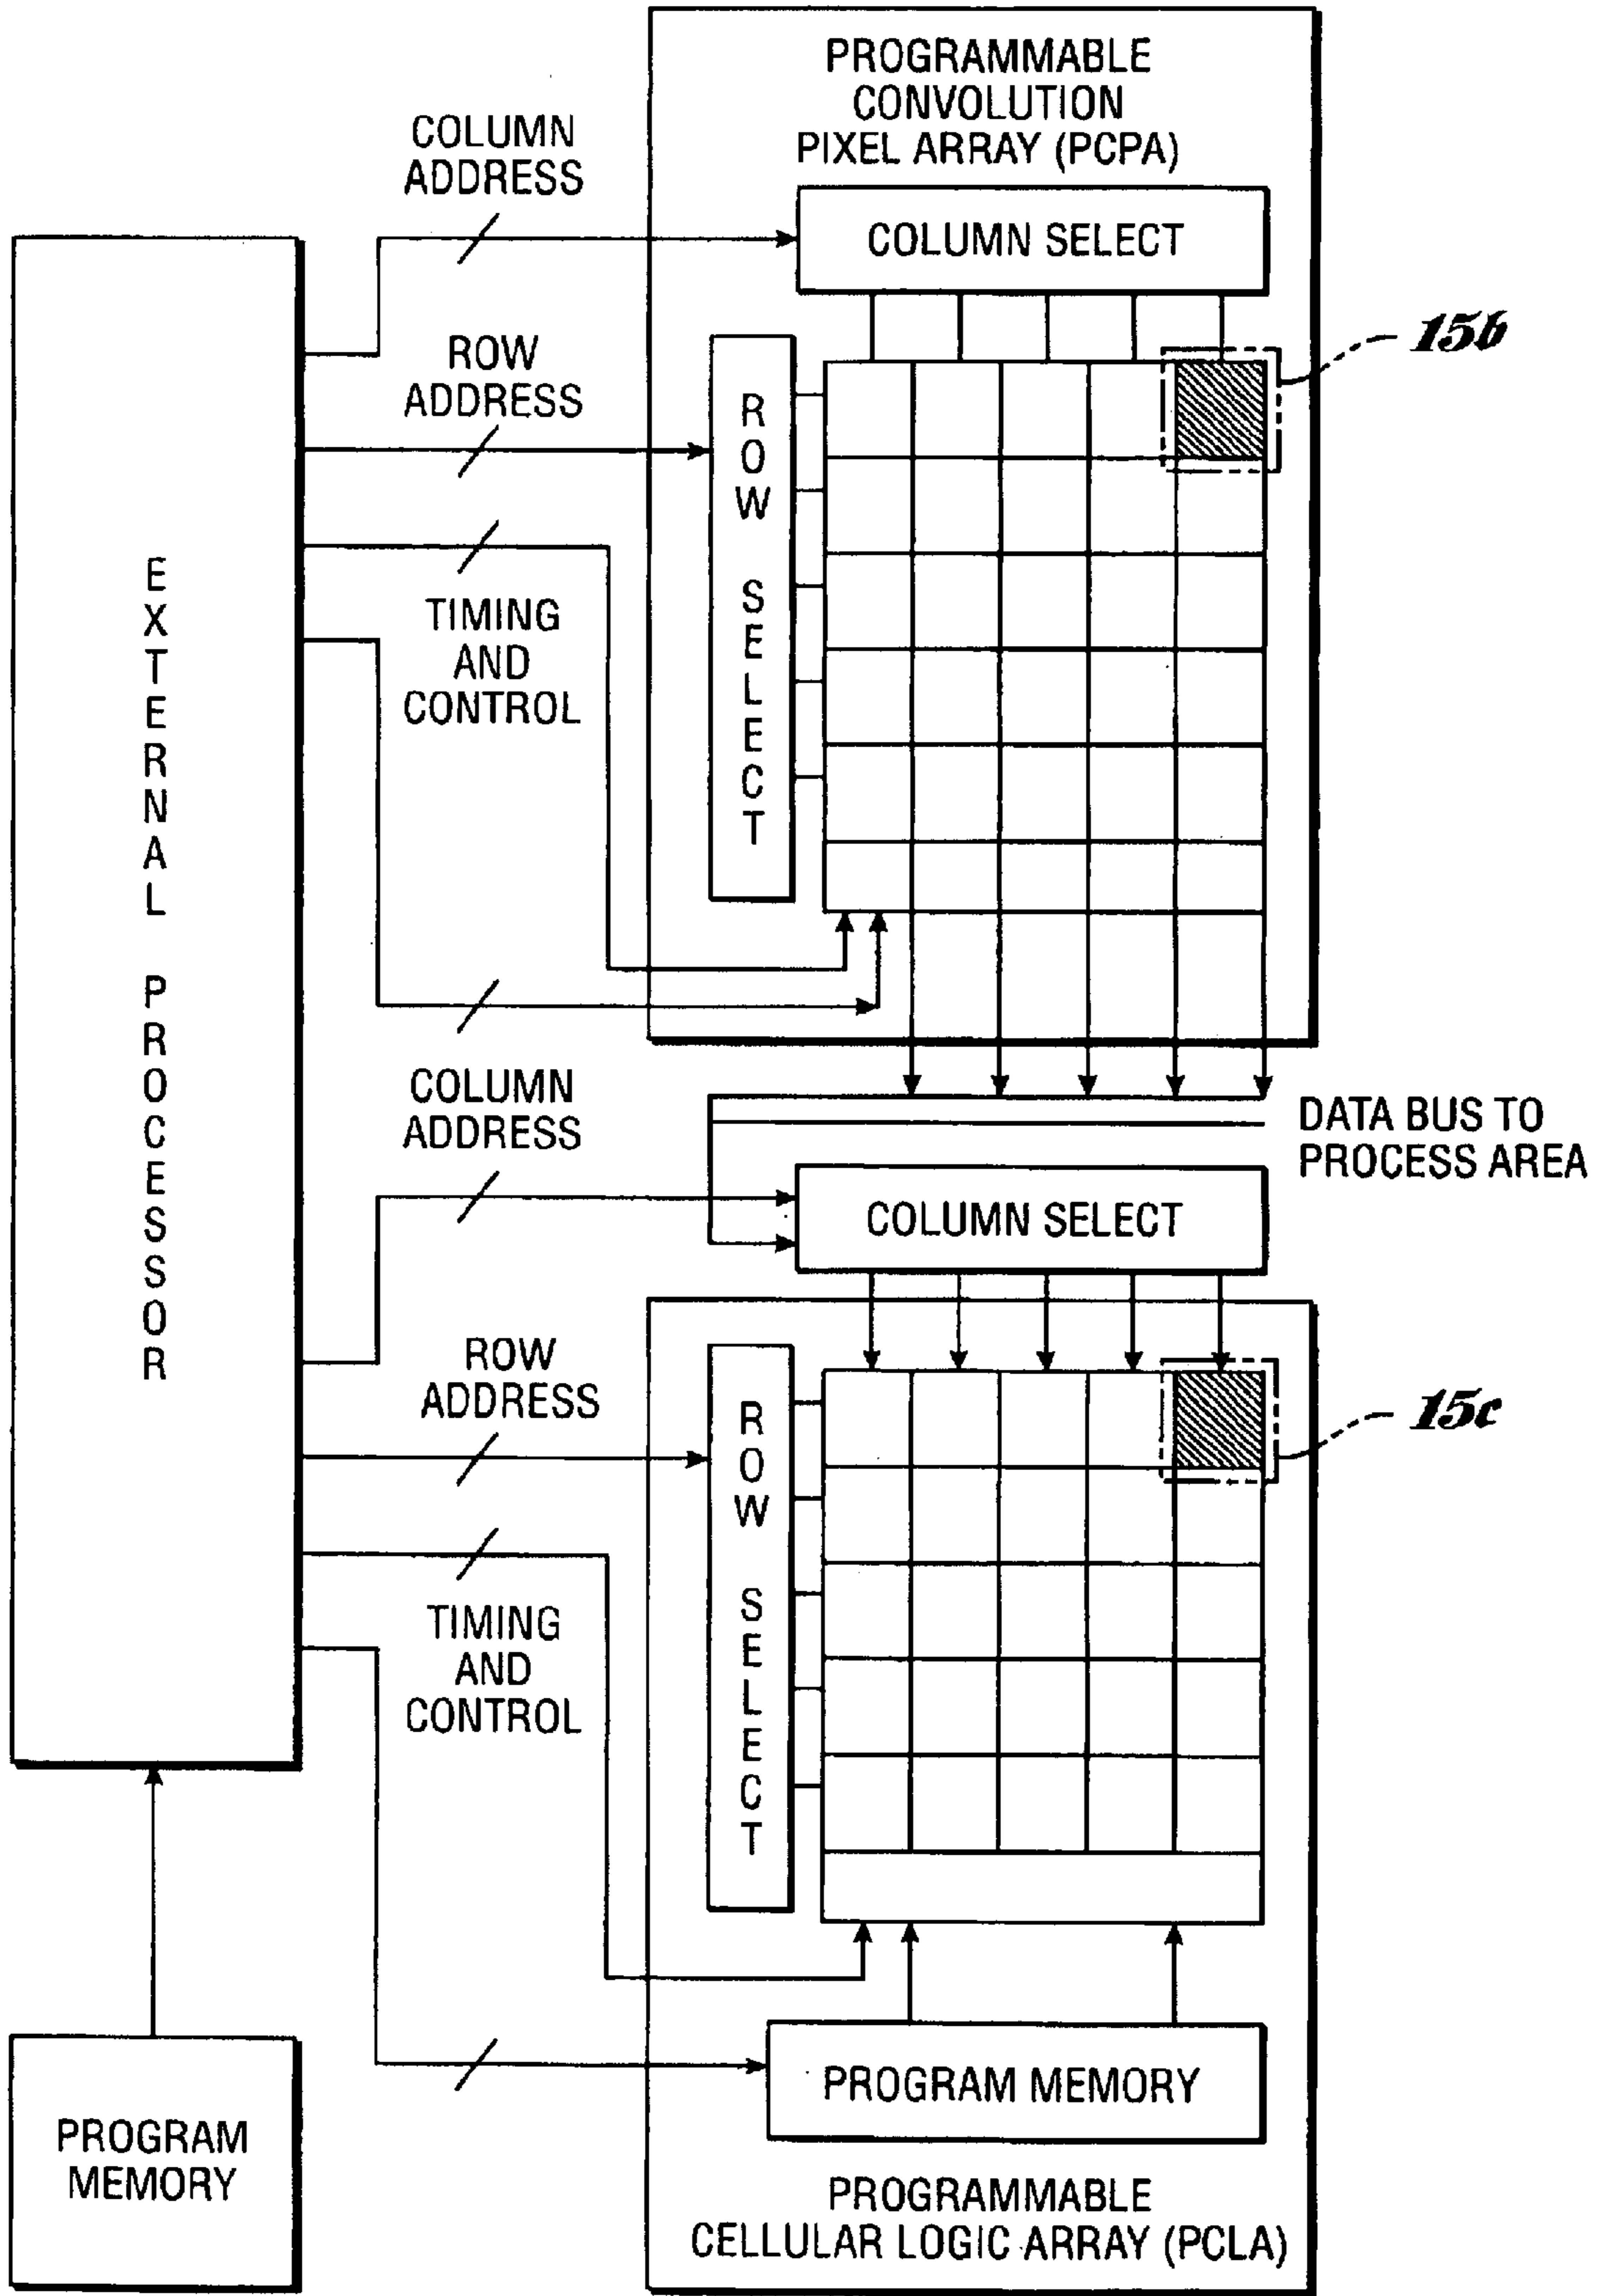 PROGRAMMABLE
CONVOLUTION
PIXEL ARRAY (PCPA)
COLUMN
ADDRESS
COLUMN SELECT
15b
ROW
ADDRESS
ROW SELECT
TIMING
AND
CONTROL
EXTERNAL PROCESSOR
COLUMN
ADDRESS
DATA BUS TO
PROCESS AREA
COLUMN SELECT
ROW
ADDRESS
15c
ROW SELECT
TIMING
AND
CONTROL
PROGRAM MEMORY
PROGRAM
MEMORY
PROGRAMMABLE
CELLULAR LOGIC ARRAY (PCLA)